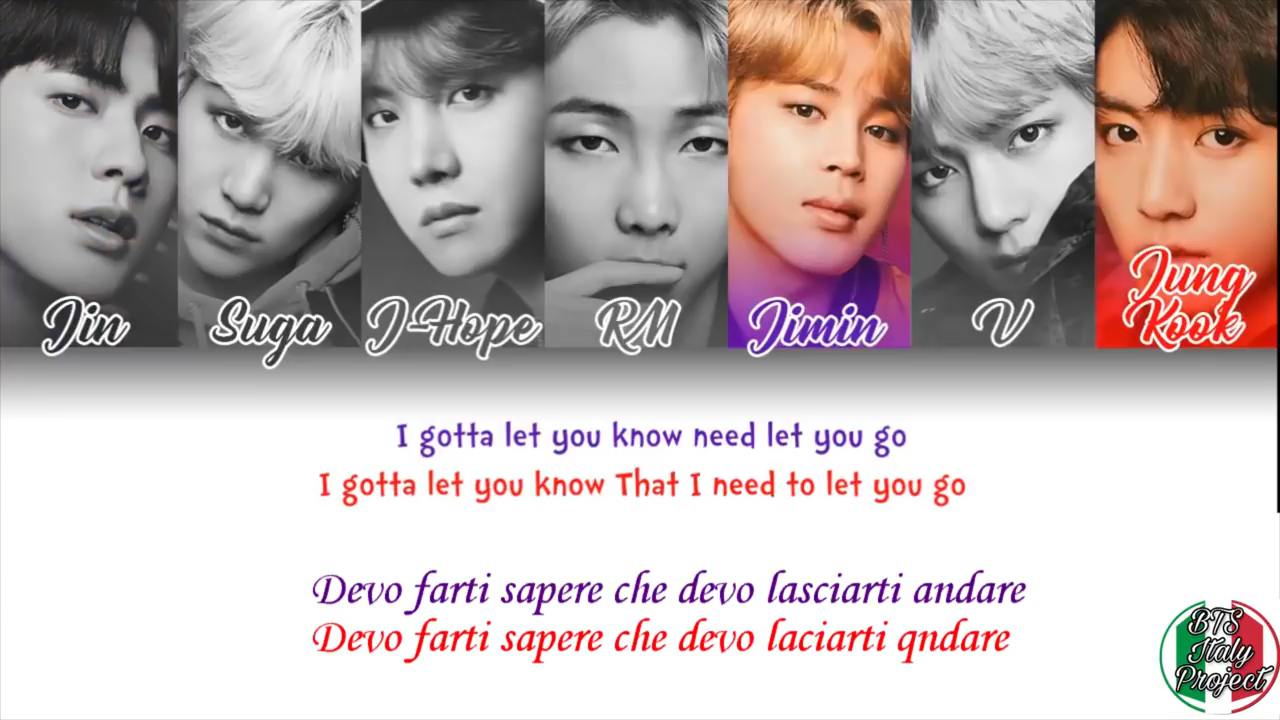 Jin Suga J-Hope RM Jimin V Jung Kook
I gotta let you know need let you go
I gotta let you know That I need to let you go
Devo farti sapere che devo lasciarti andare
Devo farti sapere che devo laciarti qndare
BTS
Italy
Project